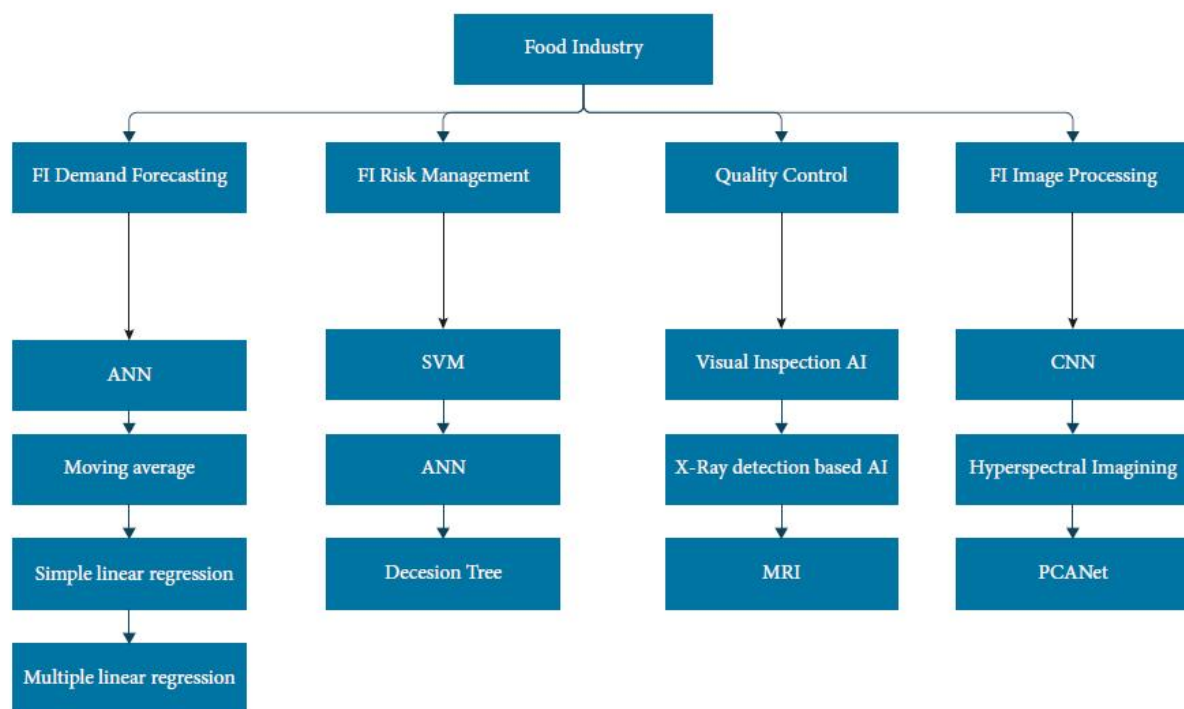 Food Industry
FI Demand Forecasting
FI Risk Management
Quality Control
FI Image Processing
ANN
SVM
Visual Inspection AI
CNN
Moving average
ANN
X-Ray detection based AI
Hyperspectral Imagining
Simple linear regression
Decesion Tree
MRI
PCANet
Multiple linear regression